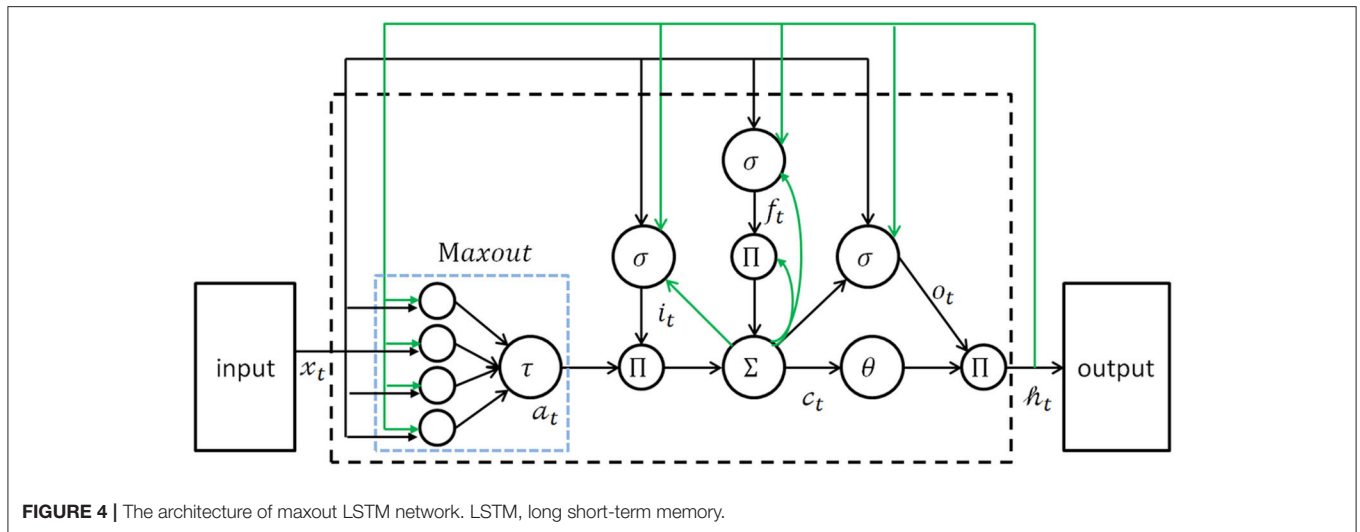 σ
f_t
Maxout
σ
Π
σ
i_t
o_t
input
x_t
τ
Π
Σ
θ
Π
output
a_t
c_t
h_t
FIGURE 4 | The architecture of maxout LSTM network. LSTM, long short-term memory.